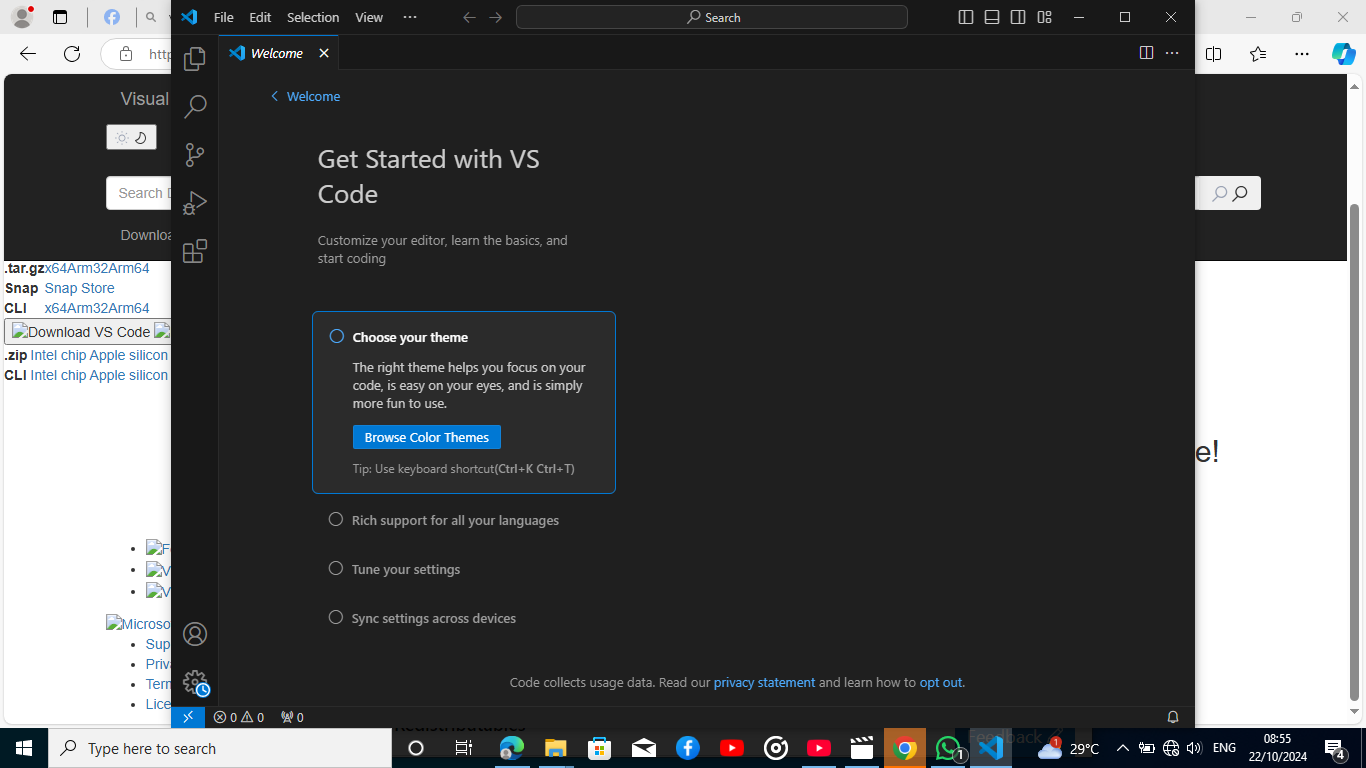 File Edit Selection View ··· Search
http
Welcome
Visual
Welcome
Get Started with VS
Code
Search
Customize your editor, learn the basics, and
start coding
.tar.gz x64Arm32Arm64
Snap Snap Store
CLI x64Arm32Arm64
Download VS Code
.zip Intel chip Apple silicon
CLI Intel chip Apple silicon
Choose your theme
The right theme helps you focus on your
code, is easy on your eyes, and is simply
more fun to use.
Browse Color Themes
Tip: Use keyboard shortcut(Ctrl+K Ctrl+T)
e!
Rich support for all your languages
Tune your settings
Sync settings across devices
Code collects usage data. Read our privacy statement and learn how to opt out.
0 0 0
Feedback
Type here to search
1
1
29°C
ENG
08:55
22/10/2024
4